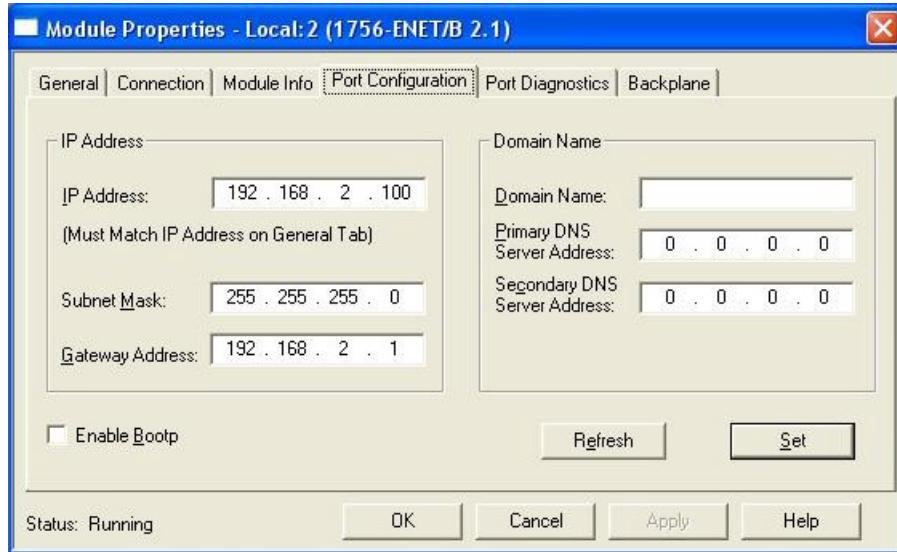 Module Properties - Local:2 (1756-ENET/B 2.1)
General Connection Module Info Port Configuration Port Diagnostics Backplane
IP Address
IP Address: 192 . 168 . 2 . 100
(Must Match IP Address on General Tab)
Subnet Mask: 255 . 255 . 255 . 0
Gateway Address: 192 . 168 . 2 . 1
Domain Name
Domain Name:
Primary DNS
Server Address: 0 . 0 . 0 . 0
Secondary DNS
Server Address: 0 . 0 . 0 . 0
Enable Bootp
Refresh Set
Status: Running
OK Cancel Apply Help